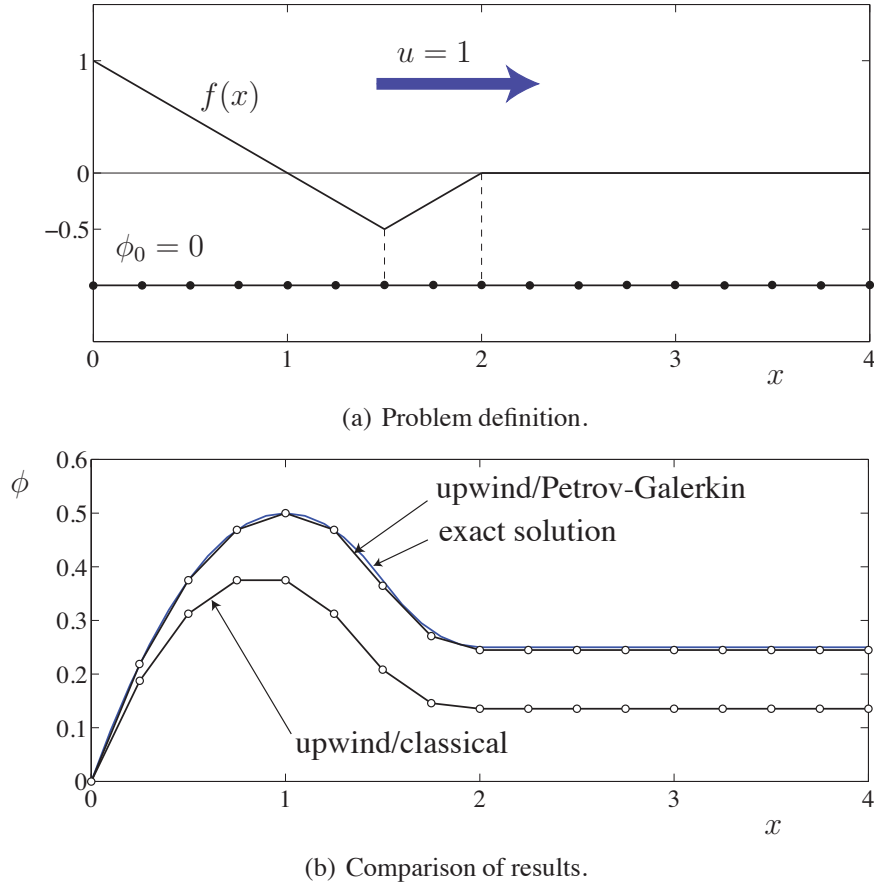 1
u = 1
f(x)
0
−0.5
ϕ₀ = 0
0 1 2 3 4
x
(a) Problem definition.
0.6
ϕ
upwind/Petrov-Galerkin
0.5
exact solution
0.4
0.3
0.2
0.1
upwind/classical
0
0 1 2 3 4
x
(b) Comparison of results.